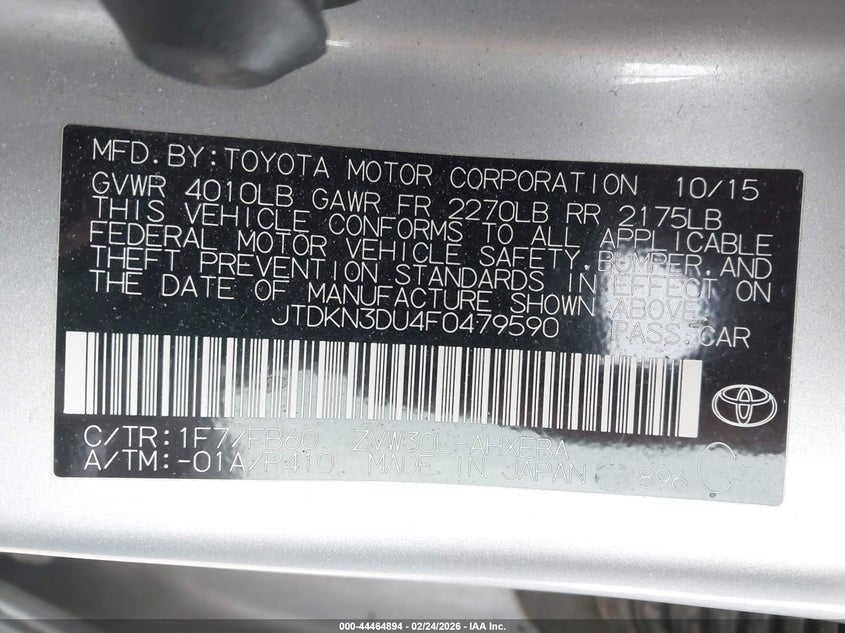 MFD.BY:TOYOTA MOTOR CORPORATION 10/15
GVWR 4010LB GAWR FR 2270LB RR 2175LB
THIS VEHICLE CONFORMS TO ALL APPLICABLE
FEDERAL MOTOR VEHICLE SAFETY,BUMPER,AND
THEFT PREVENTION STANDARDS IN EFFECT ON
THE DATE OF MANUFACTURE SHOWN ABOVE.
JTDKN3DU4F0479590 PASS.CAR
C/TR:1F7/FB60 ZVW30L-AHXEBA
A/TM:-01A/P410 MADE IN JAPAN 896 C
000-44464894 - 02/24/2026 - IAA Inc.